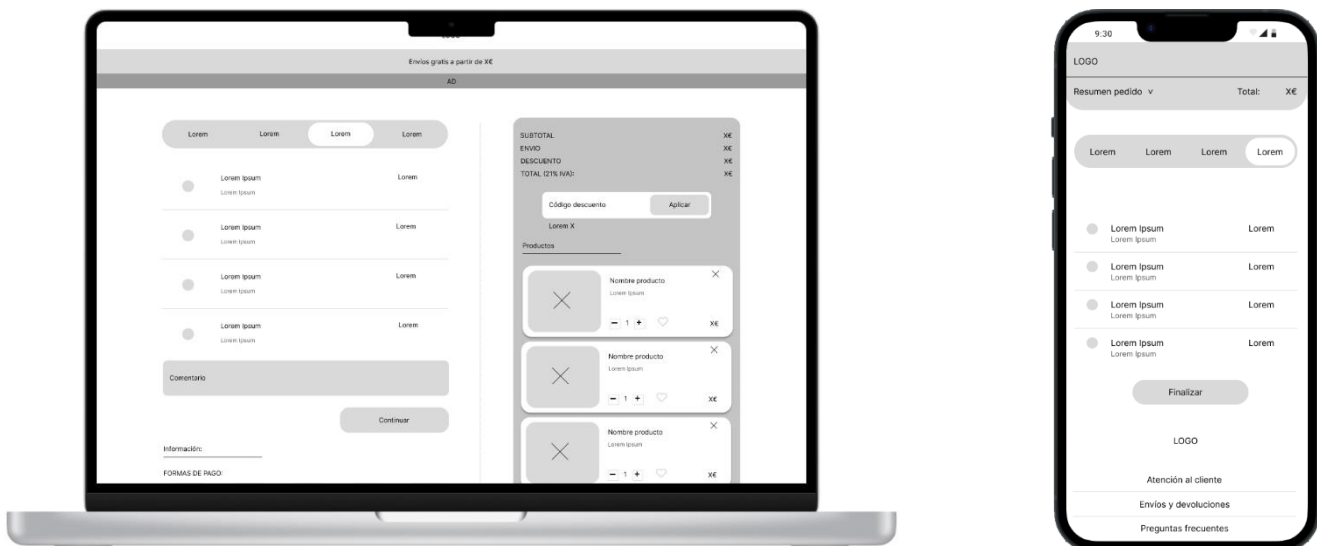 LOGO
Envíos gratis a partir de X€
AD
Lorem Lorem Lorem Lorem
Lorem Ipsum Lorem
Lorem Ipsum
Lorem Ipsum Lorem
Lorem Ipsum
Lorem Ipsum Lorem
Lorem Ipsum
Lorem Ipsum Lorem
Lorem Ipsum
Comentario
Continuar
Información:
FORMAS DE PAGO:
SUBTOTAL X€
ENVIO X€
DESCUENTO X€
TOTAL (21% IVA): X€
Código descuento Aplicar
Lorem X
Productos
Nombre producto
Lorem Ipsum
− 1 + X€
Nombre producto
Lorem Ipsum
− 1 + X€
Nombre producto
Lorem Ipsum
− 1 + X€
9:30
LOGO
Resumen pedido v Total: X€
Lorem Lorem Lorem Lorem
Lorem Ipsum Lorem
Lorem Ipsum
Lorem Ipsum Lorem
Lorem Ipsum
Lorem Ipsum Lorem
Lorem Ipsum
Lorem Ipsum Lorem
Lorem Ipsum
Finalizar
LOGO
Atención al cliente
Envíos y devoluciones
Preguntas frecuentes